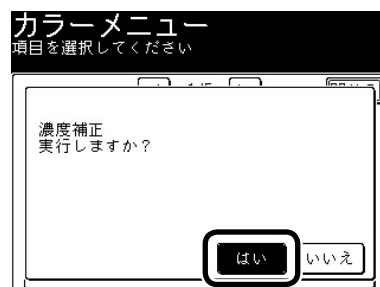 カラーメニュー
項目を選択してください
濃度補正
実行しますか？
はい
いいえ